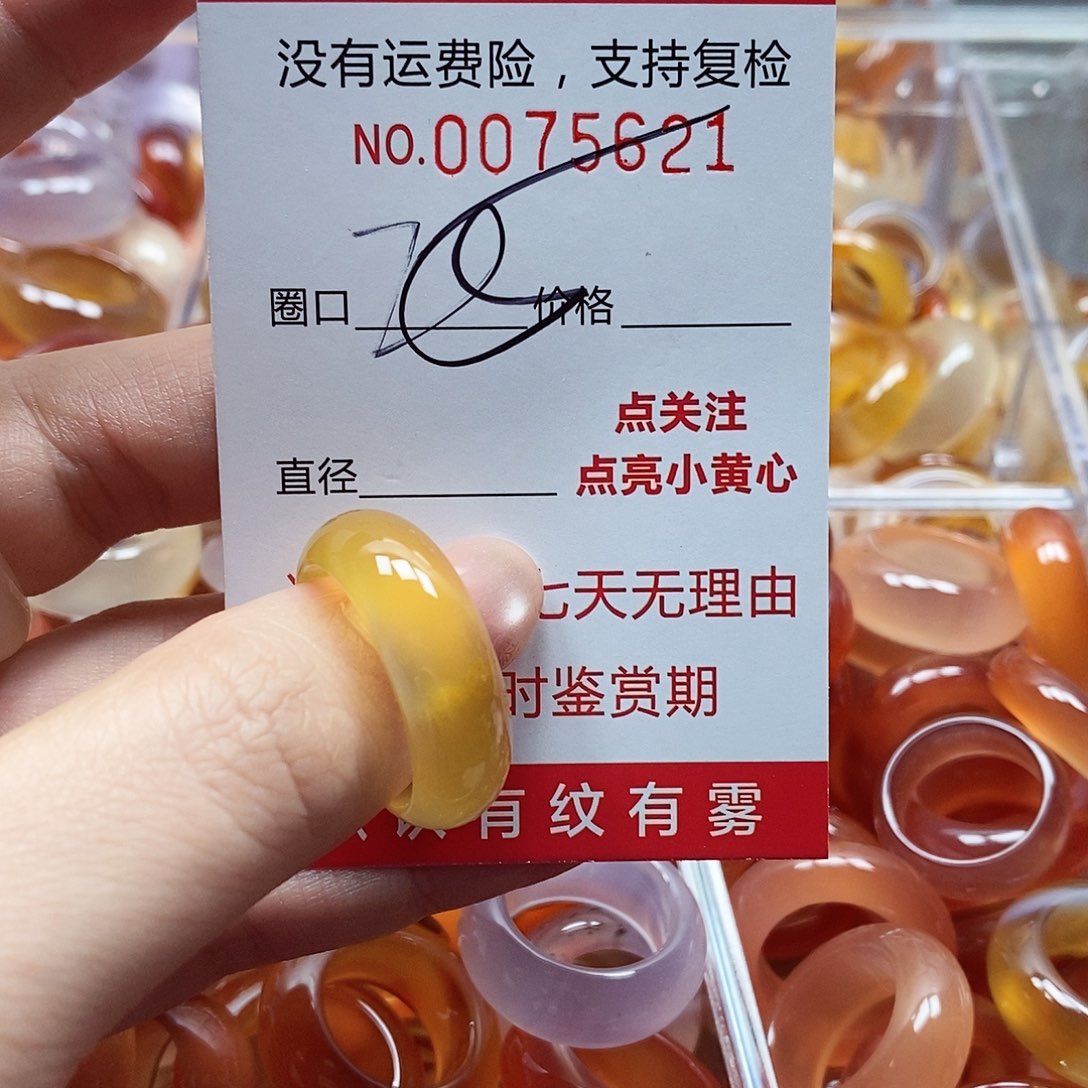 没有运费险，支持复检
NO.0075621
圈口 价格
点关注
直径 点亮小黄心
七天无理由
时鉴赏期
有纹有雾